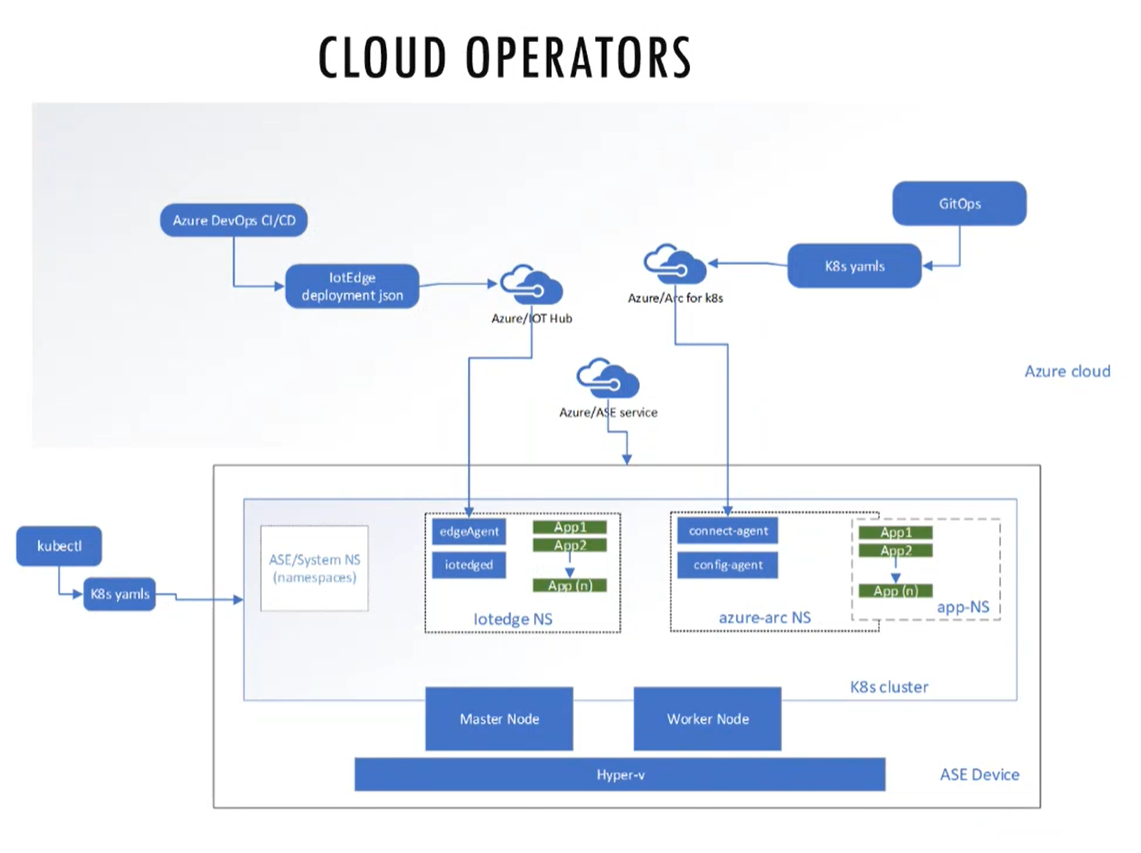 CLOUD OPERATORS
Azure DevOps CI/CD
IotEdge
deployment json
Azure/IOT Hub
Azure/Arc for k8s
K8s yamls
GitOps
Azure/ASE service
Azure cloud
kubectl
K8s yamls
ASE/System NS
(namespaces)
edgeAgent
iotedged
App1
App2
App (n)
Iotedge NS
connect-agent
config-agent
azure-arc NS
App1
App2
App (n)
app-NS
K8s cluster
Master Node
Worker Node
Hyper-v
ASE Device